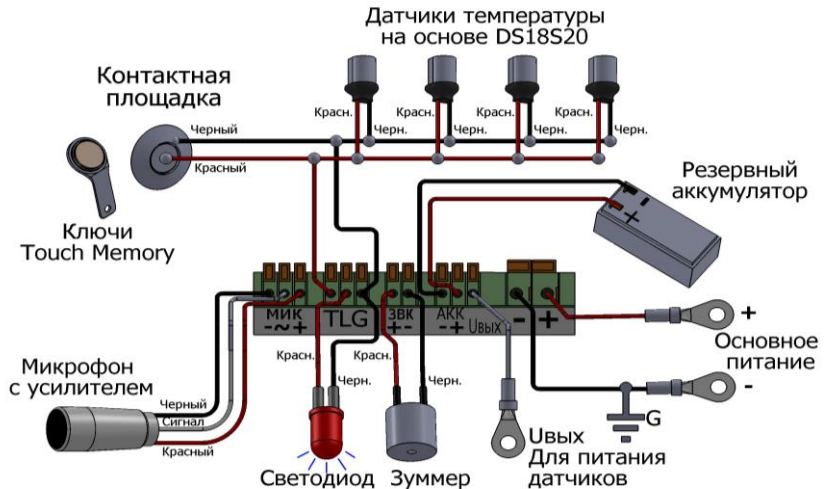 Датчики температуры
на основе DS18S20
Контактная
площадка
Красн.
Красн.
Красн.
Красн.
Черный
Черн.
Черн.
Черн.
Черн.
Красный
Резервный
аккумулятор
-
+
Ключи
Touch Memory
МИК
- ~ +
TLG
ЗВК
+ -
АКК
- +
Uвых
- +
+
Основное
питание
-
G
Микрофон
с усилителем
Черный
Сигнал
Красный
Красн.
Черн.
Красн.
Черн.
Светодиод
Зуммер
Uвых
Для питания
датчиков